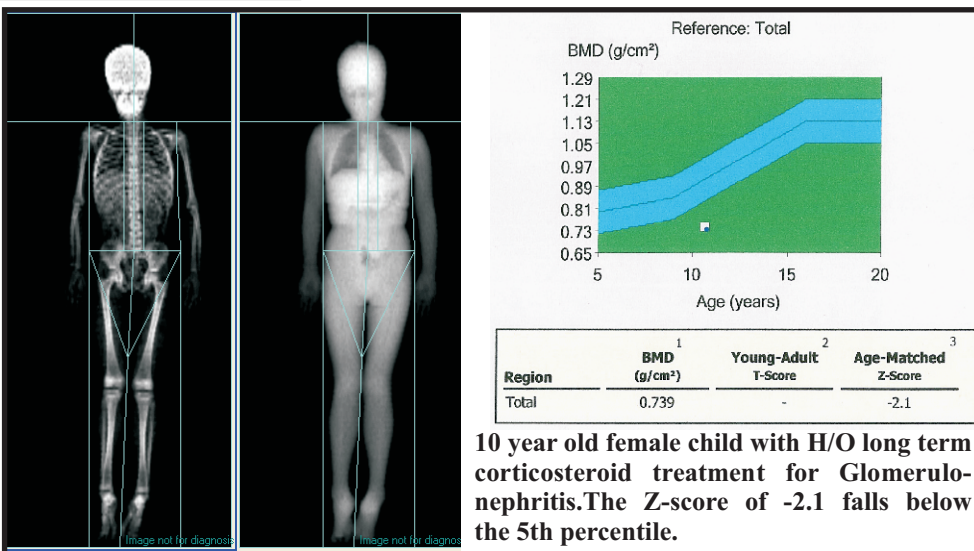 Image not for diagnosis
Image not for diagnos
Reference: Total
BMD (g/cm²)
1.29
1.21
1.13
1.05
0.97
0.89
0.81
0.73
0.65
5 10 15 20
Age (years)
1 2 3
BMD Young-Adult Age-Matched
Region (g/cm²) T-Score Z-Score
Total 0.739 - -2.1
10 year old female child with H/O long term
corticosteroid treatment for Glomerulo-
nephritis.The Z-score of -2.1 falls below
the 5th percentile.